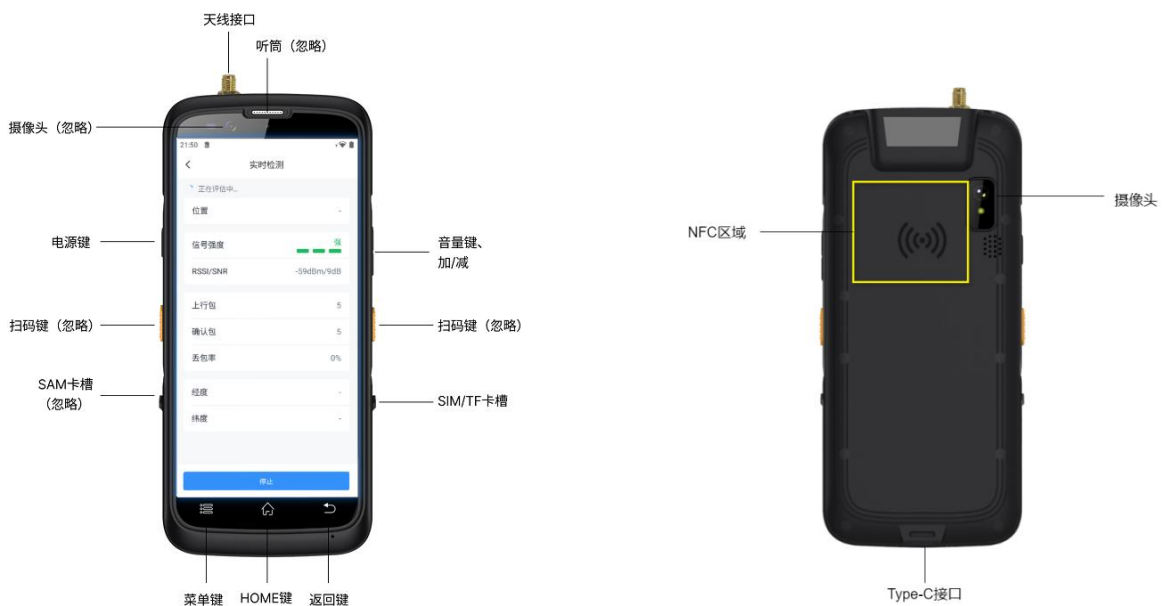 天线接口
听筒（忽略）
摄像头（忽略）
21:50
实时检测
正在评估中...
位置 -
电源键
信号强度 强
RSSI/SNR -59dBm/9dB
音量键、
加/减
上行包 5
扫码键（忽略）
确认包 5
扫码键（忽略）
丢包率 0%
SAM卡槽
（忽略）
经度 -
SIM/TF卡槽
纬度 -
停止
菜单键
HOME键
返回键
摄像头
NFC区域
Type-C接口